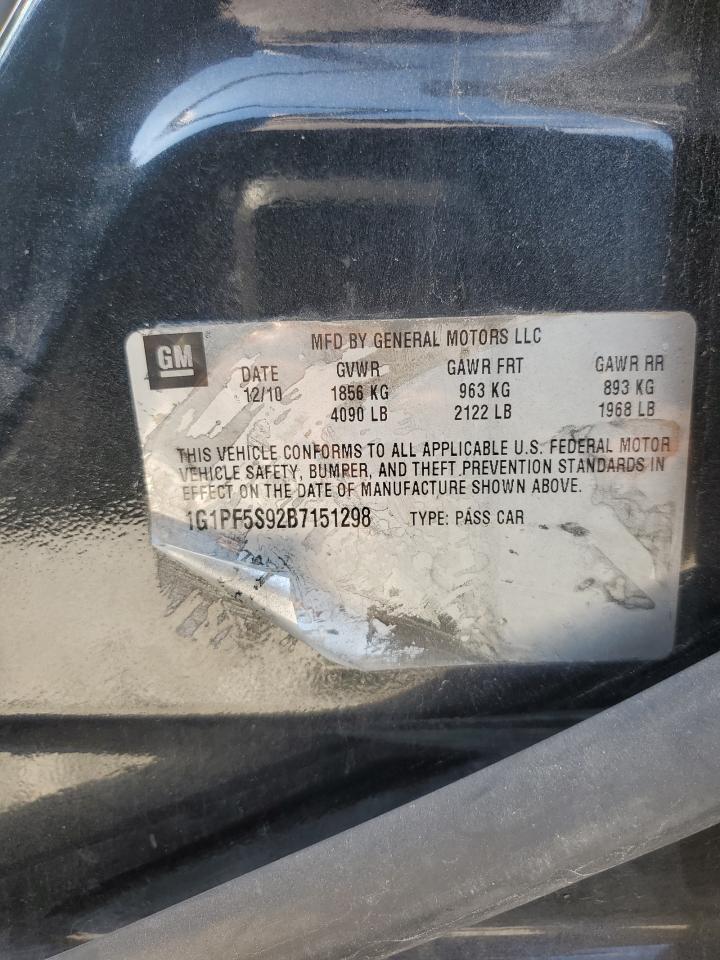 GM
MFD BY GENERAL MOTORS LLC
DATE GVWR GAWR FRT GAWR RR
12/10 1856 KG 963 KG 893 KG
4090 LB 2122 LB 1968 LB
THIS VEHICLE CONFORMS TO ALL APPLICABLE U.S. FEDERAL MOTOR
VEHICLE SAFETY, BUMPER, AND THEFT PREVENTION STANDARDS IN
EFFECT ON THE DATE OF MANUFACTURE SHOWN ABOVE.
1G1PF5S92B7151298 TYPE: PASS CAR